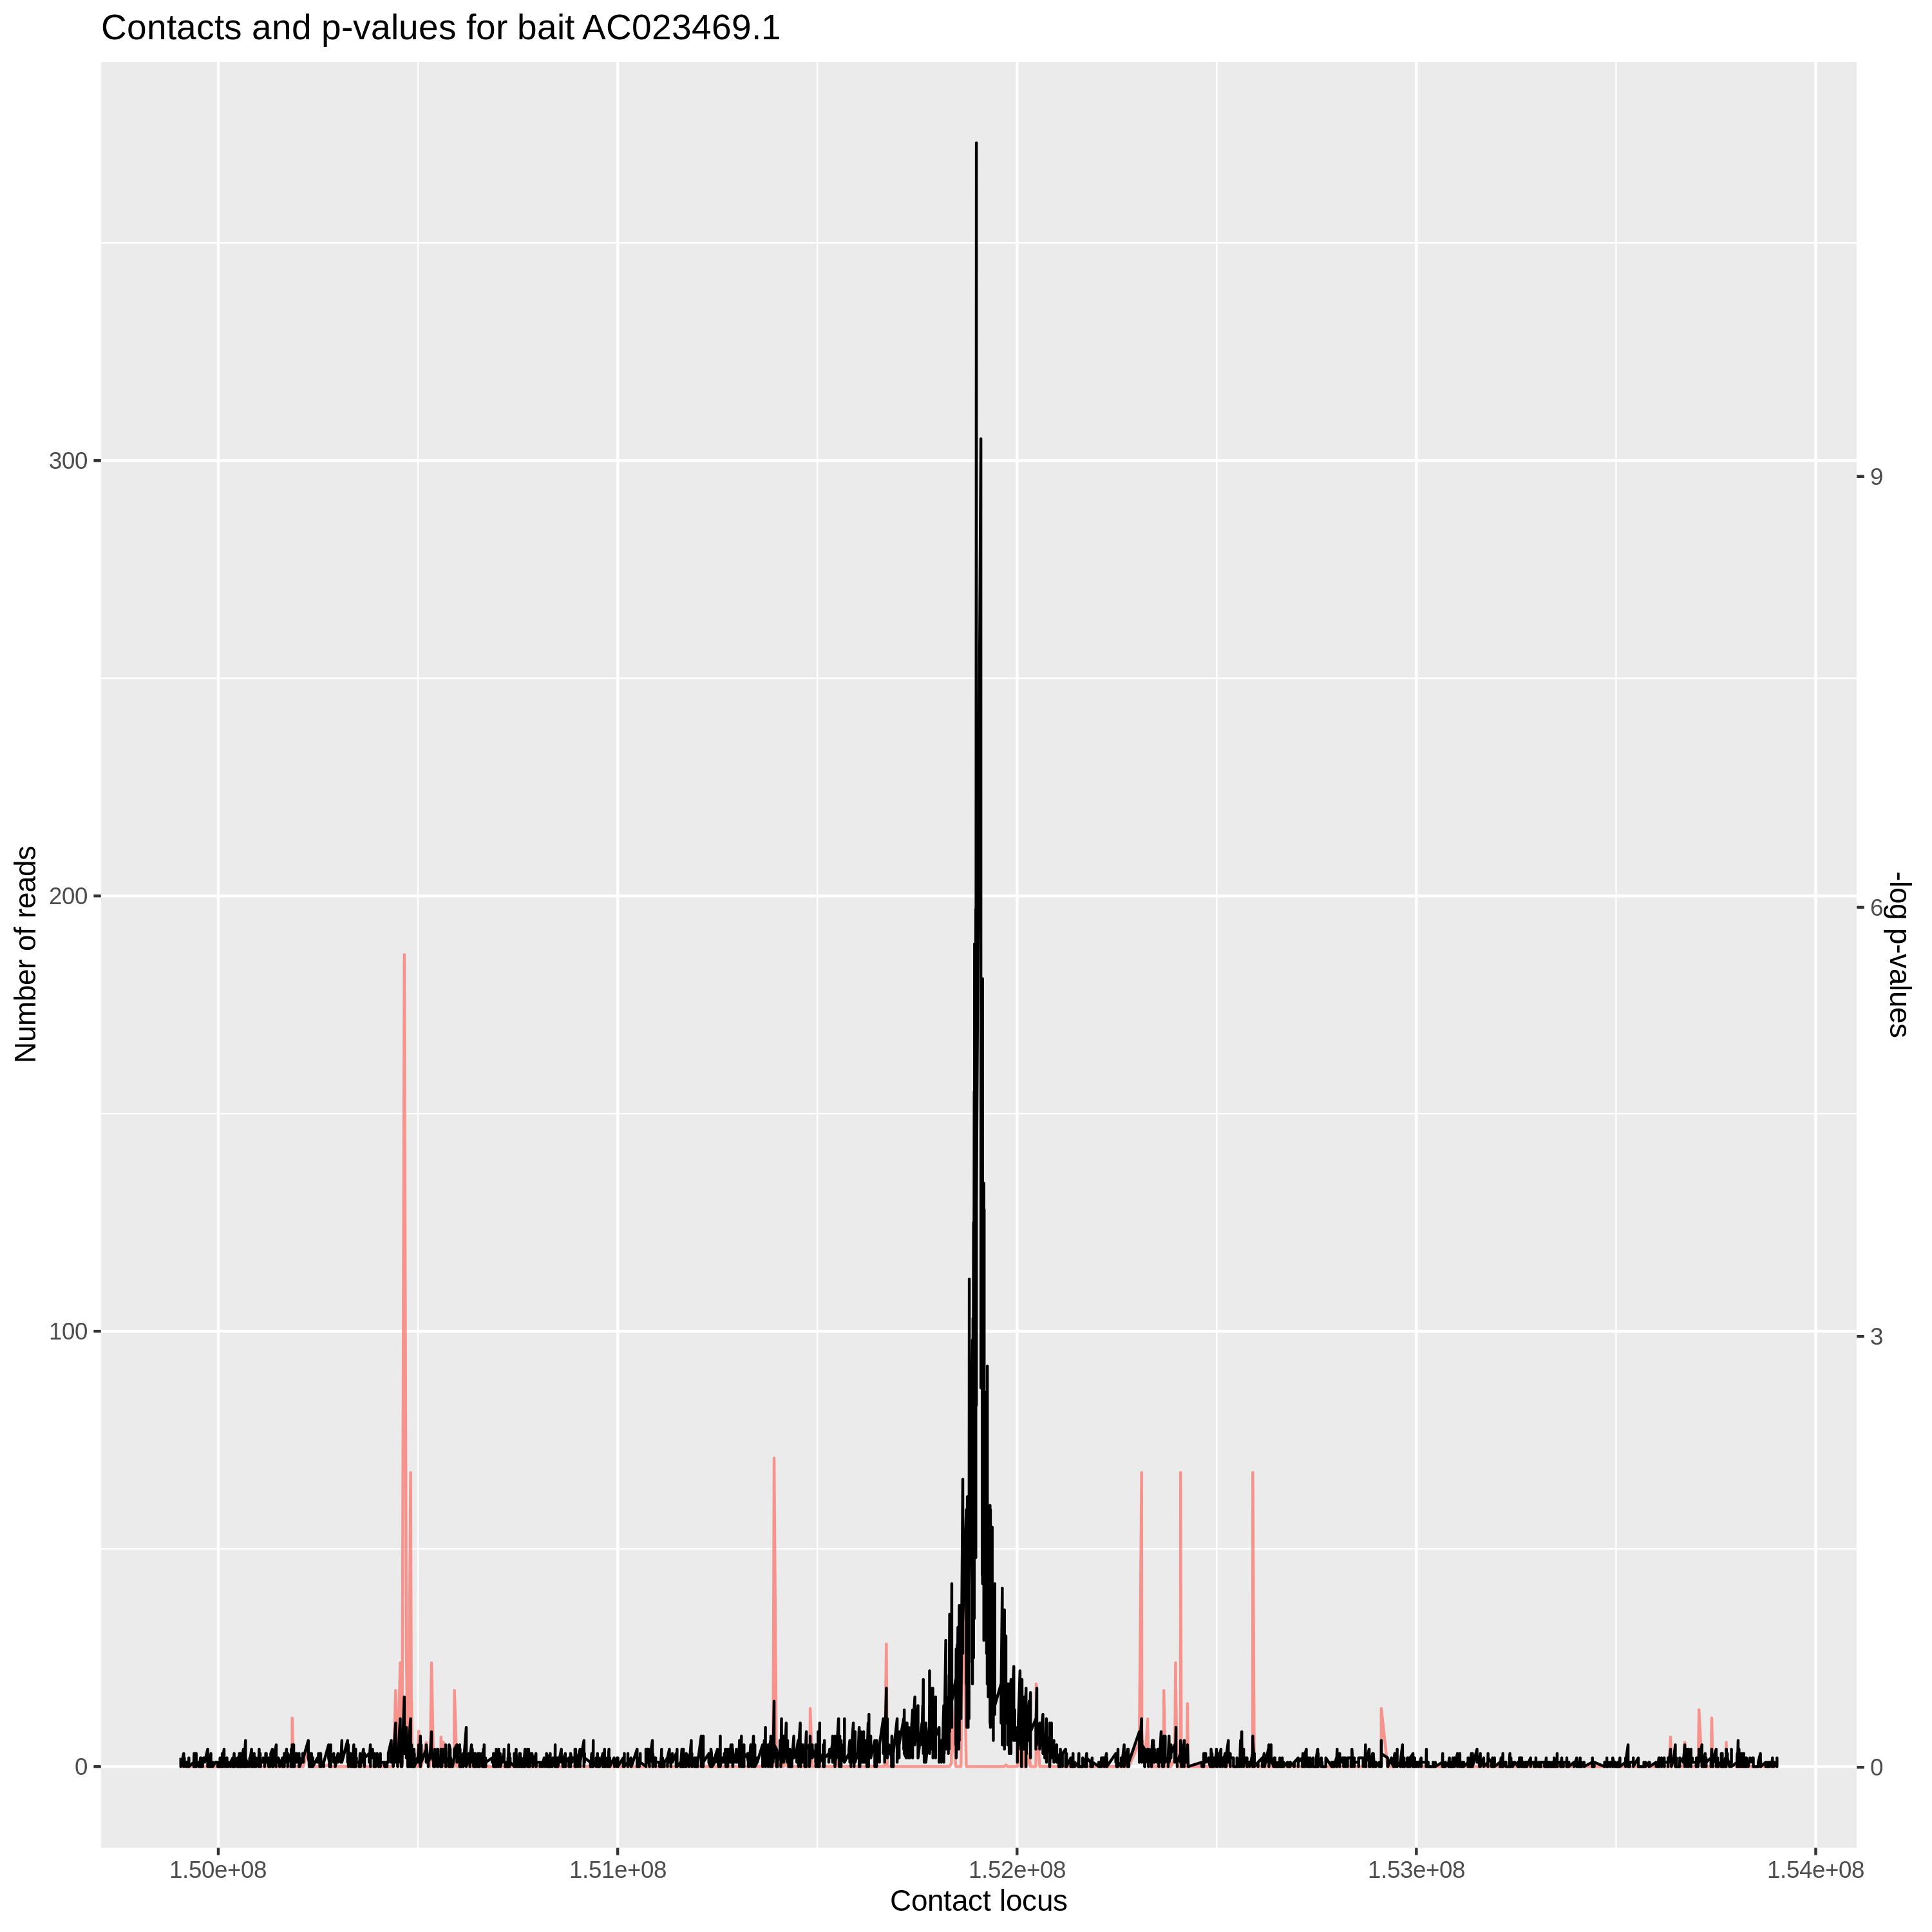 Contacts and p-values for bait AC023469.1
300
200
100
0
Number of reads
9
6
3
0
-log p-values
1.50e+08
1.51e+08
1.52e+08
1.53e+08
1.54e+08
Contact locus